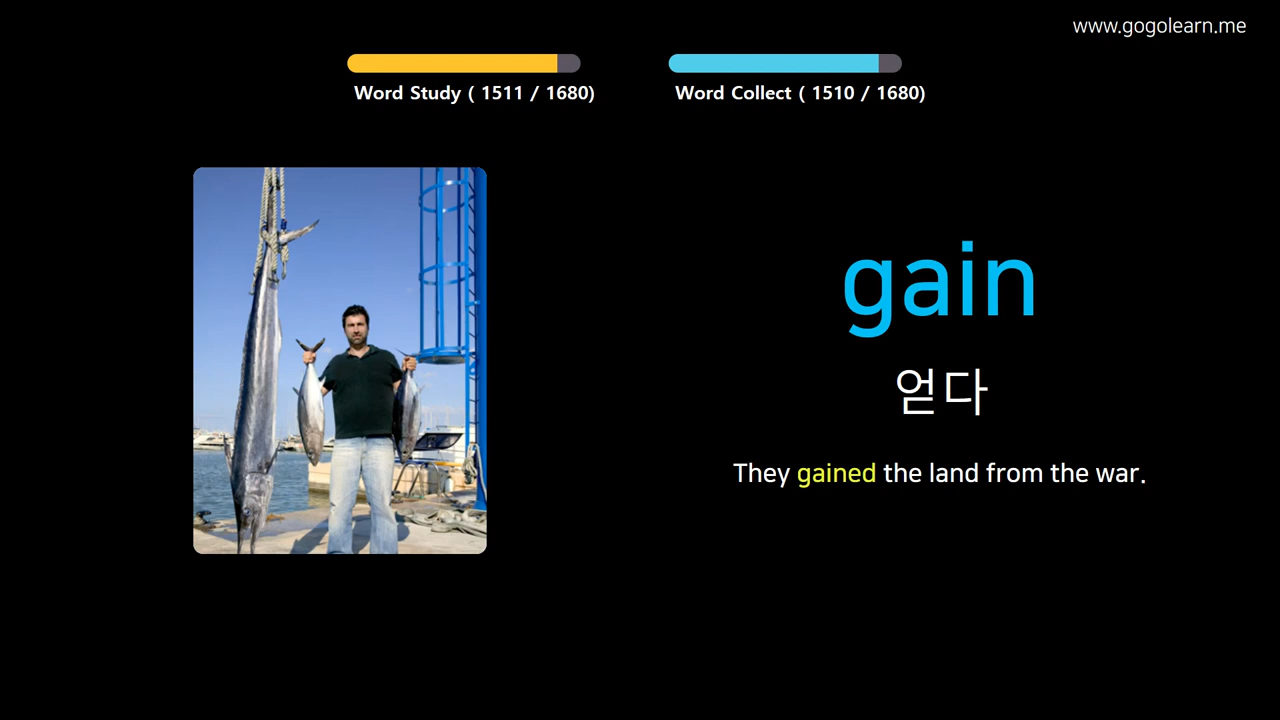 www.gogolearn.me
Word Study ( 1511 / 1680)
Word Collect ( 1510 / 1680)
gain
얻다
They gained the land from the war.